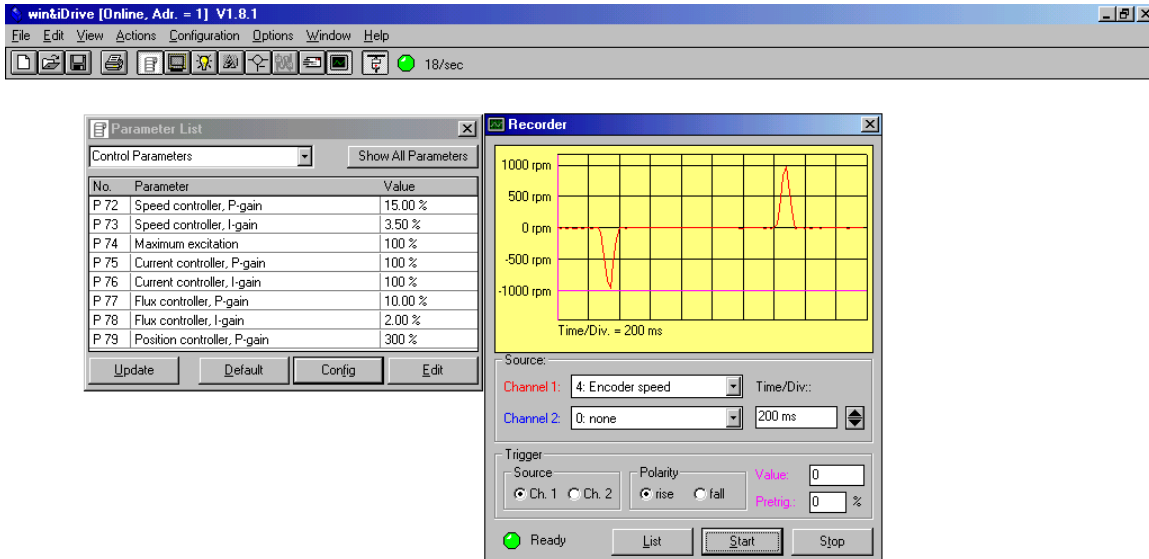 win&iDrive [Online, Adr. = 1] V1.8.1
File Edit View Actions Configuration Options Window Help
18/sec
Parameter List
Control Parameters
Show All Parameters
No. Parameter Value
P 72 Speed controller, P-gain 15.00 %
P 73 Speed controller, I-gain 3.50 %
P 74 Maximum excitation 100 %
P 75 Current controller, P-gain 100 %
P 76 Current controller, I-gain 100 %
P 77 Flux controller, P-gain 10.00 %
P 78 Flux controller, I-gain 2.00 %
P 79 Position controller, P-gain 300 %
Update Default Config Edit
Recorder
1000 rpm
500 rpm
0 rpm
-500 rpm
-1000 rpm
Time/Div. = 200 ms
Source:
Channel 1: 4: Encoder speed Time/Div::
Channel 2: 0: none 200 ms
Trigger
Source Polarity Value: 0
Ch. 1 Ch. 2 rise fall
Pretrig.: 0 %
Ready List Start Stop